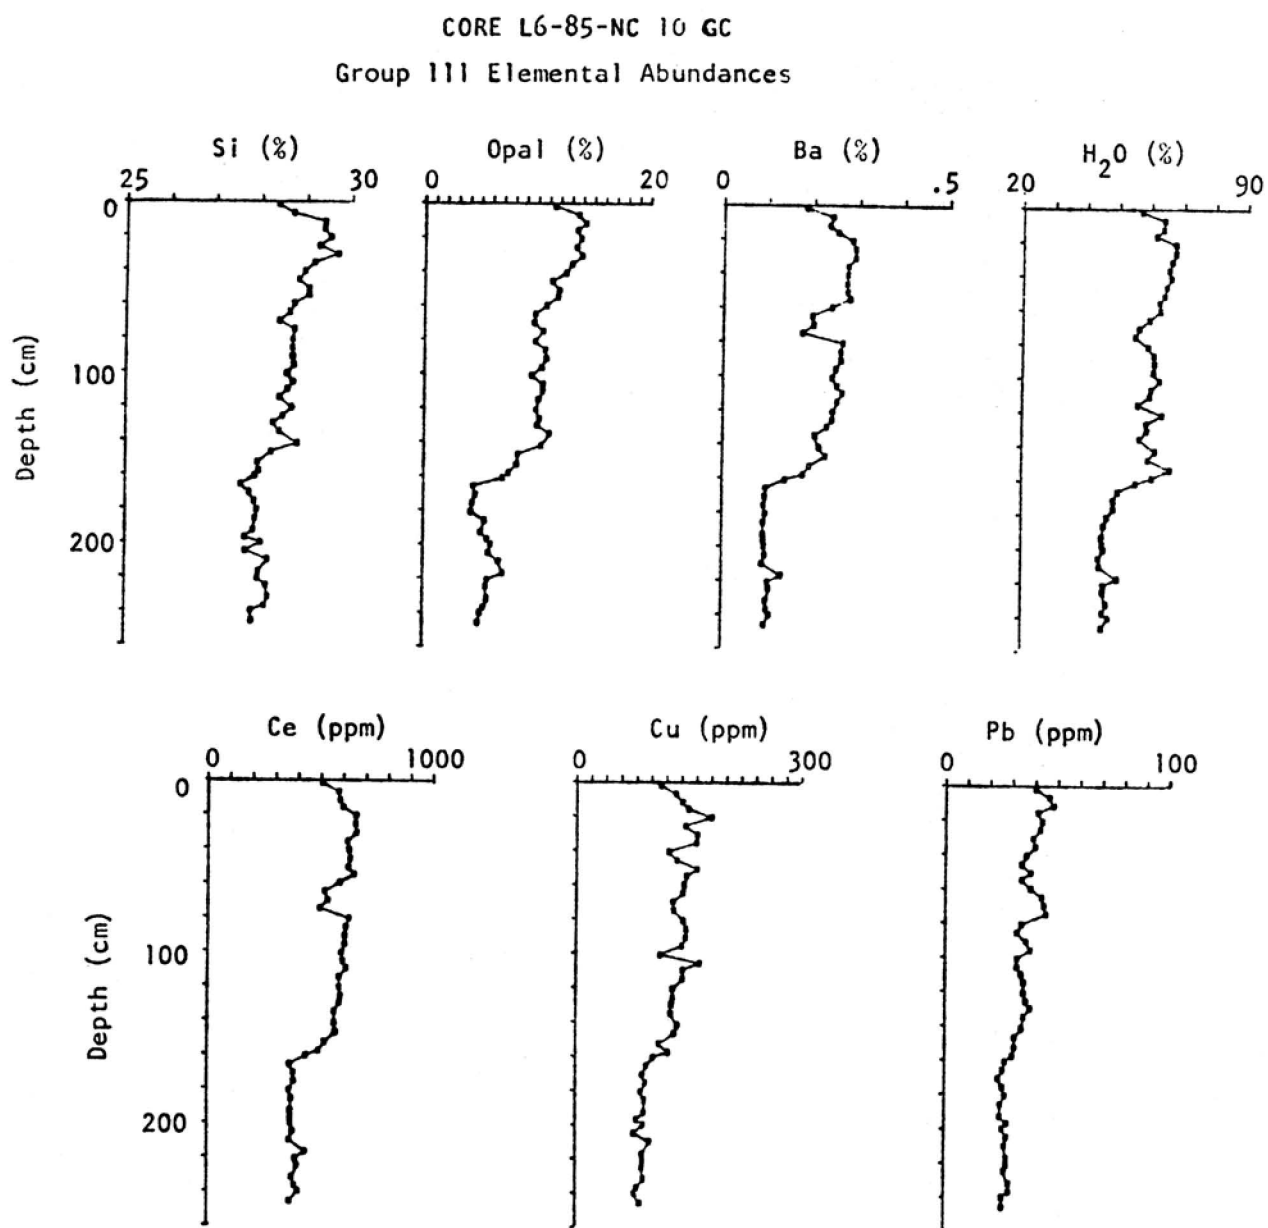 CORE L6-85-NC 10 GC
Group III Elemental Abundances
Si (%) Opal (%) Ba (%) H2O (%)
25 30 0 20 0 .5 20 90
0
100
200
Depth (cm)
Ce (ppm) Cu (ppm) Pb (ppm)
0 1000 0 300 0 100
0
100
200
Depth (cm)